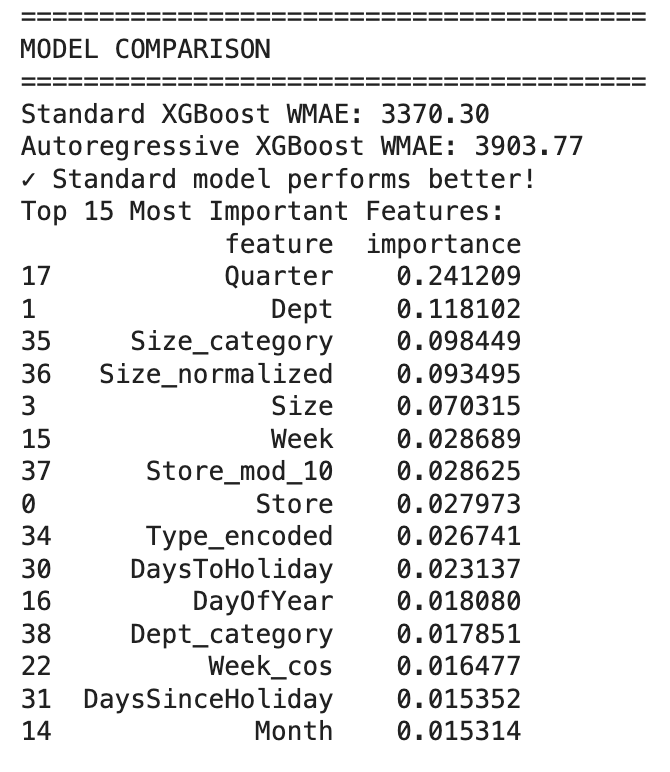 ========================================
MODEL COMPARISON
========================================
Standard XGBoost WMAE: 3370.30
Autoregressive XGBoost WMAE: 3903.77
✓ Standard model performs better!
Top 15 Most Important Features:
             feature  importance
17           Quarter    0.241209
1               Dept    0.118102
35     Size_category    0.098449
36   Size_normalized    0.093495
3               Size    0.070315
15              Week    0.028689
37      Store_mod_10    0.028625
0              Store    0.027973
34      Type_encoded    0.026741
30     DaysToHoliday    0.023137
16         DayOfYear    0.018080
38     Dept_category    0.017851
22          Week_cos    0.016477
31  DaysSinceHoliday    0.015352
14             Month    0.015314